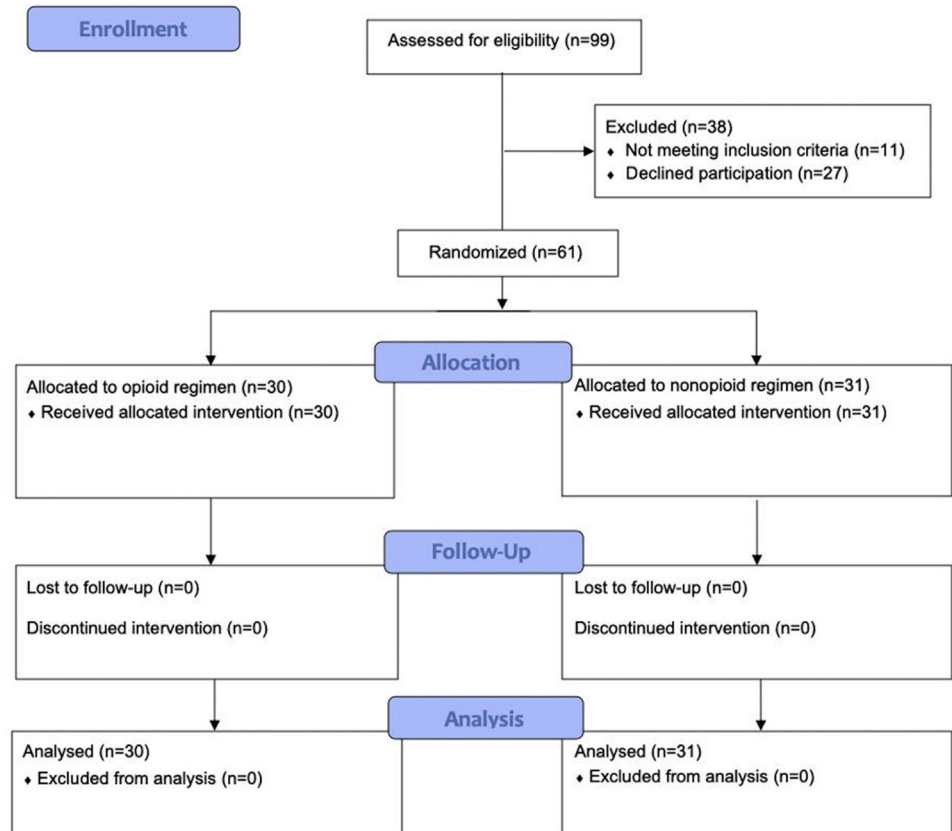 Enrollment
Assessed for eligibility (n=99)
Excluded (n=38)
♦ Not meeting inclusion criteria (n=11)
♦ Declined participation (n=27)
Randomized (n=61)
Allocation
Allocated to opioid regimen (n=30)
♦ Received allocated intervention (n=30)
Allocated to nonopioid regimen (n=31)
♦ Received allocated intervention (n=31)
Follow-Up
Lost to follow-up (n=0)
Discontinued intervention (n=0)
Lost to follow-up (n=0)
Discontinued intervention (n=0)
Analysis
Analysed (n=30)
♦ Excluded from analysis (n=0)
Analysed (n=31)
♦ Excluded from analysis (n=0)